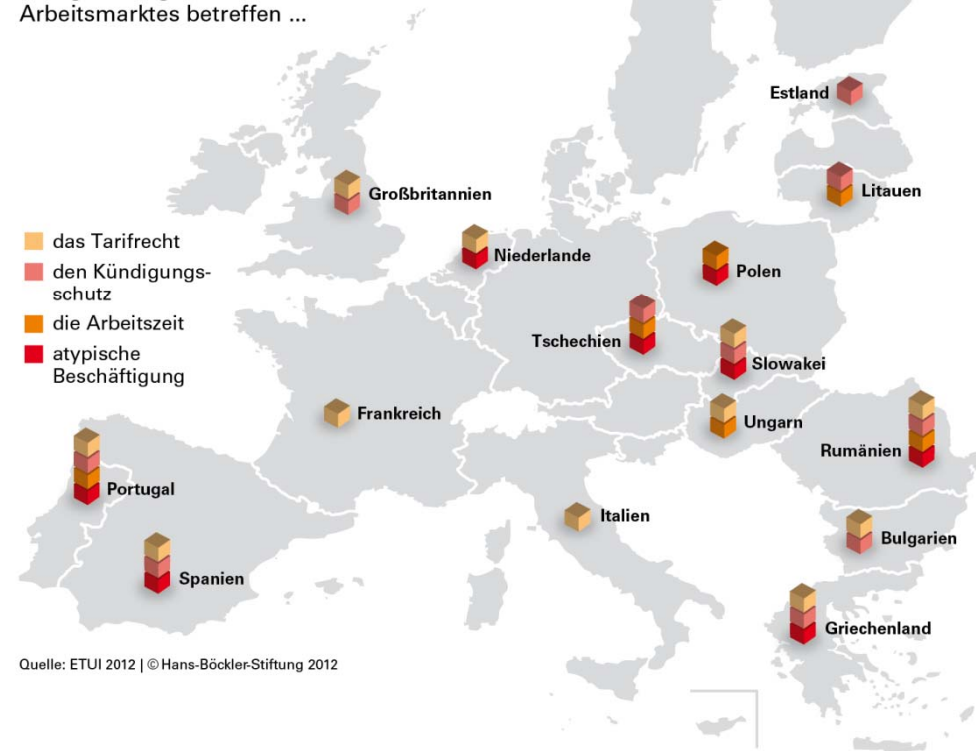 Arbeitsmarktes betreffen ...
Estland
Litauen
Großbritannien
Niederlande
Polen
das Tarifrecht
den Kündigungs-
schutz
die Arbeitszeit
atypische
Beschäftigung
Tschechien
Slowakei
Frankreich
Ungarn
Rumänien
Portugal
Italien
Bulgarien
Spanien
Griechenland
Quelle: ETUI 2012 | © Hans-Böckler-Stiftung 2012